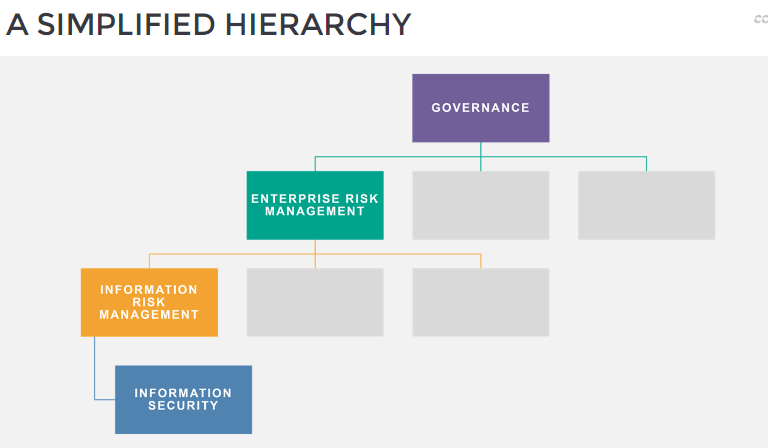 A SIMPLIFIED HIERARCHY
GOVERNANCE
ENTERPRISE RISK
MANAGEMENT
INFORMATION
RISK
MANAGEMENT
INFORMATION
SECURITY